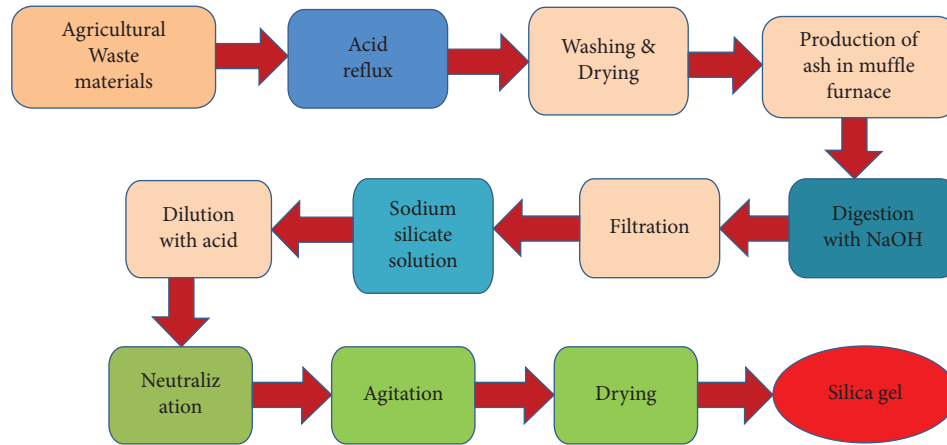 Agricultural
Waste
materials
Acid
reflux
Washing &
Drying
Production of
ash in muffle
furnace
Digestion
with NaOH
Filtration
Sodium
silicate
solution
Dilution
with acid
Neutraliz
ation
Agitation
Drying
Silica gel